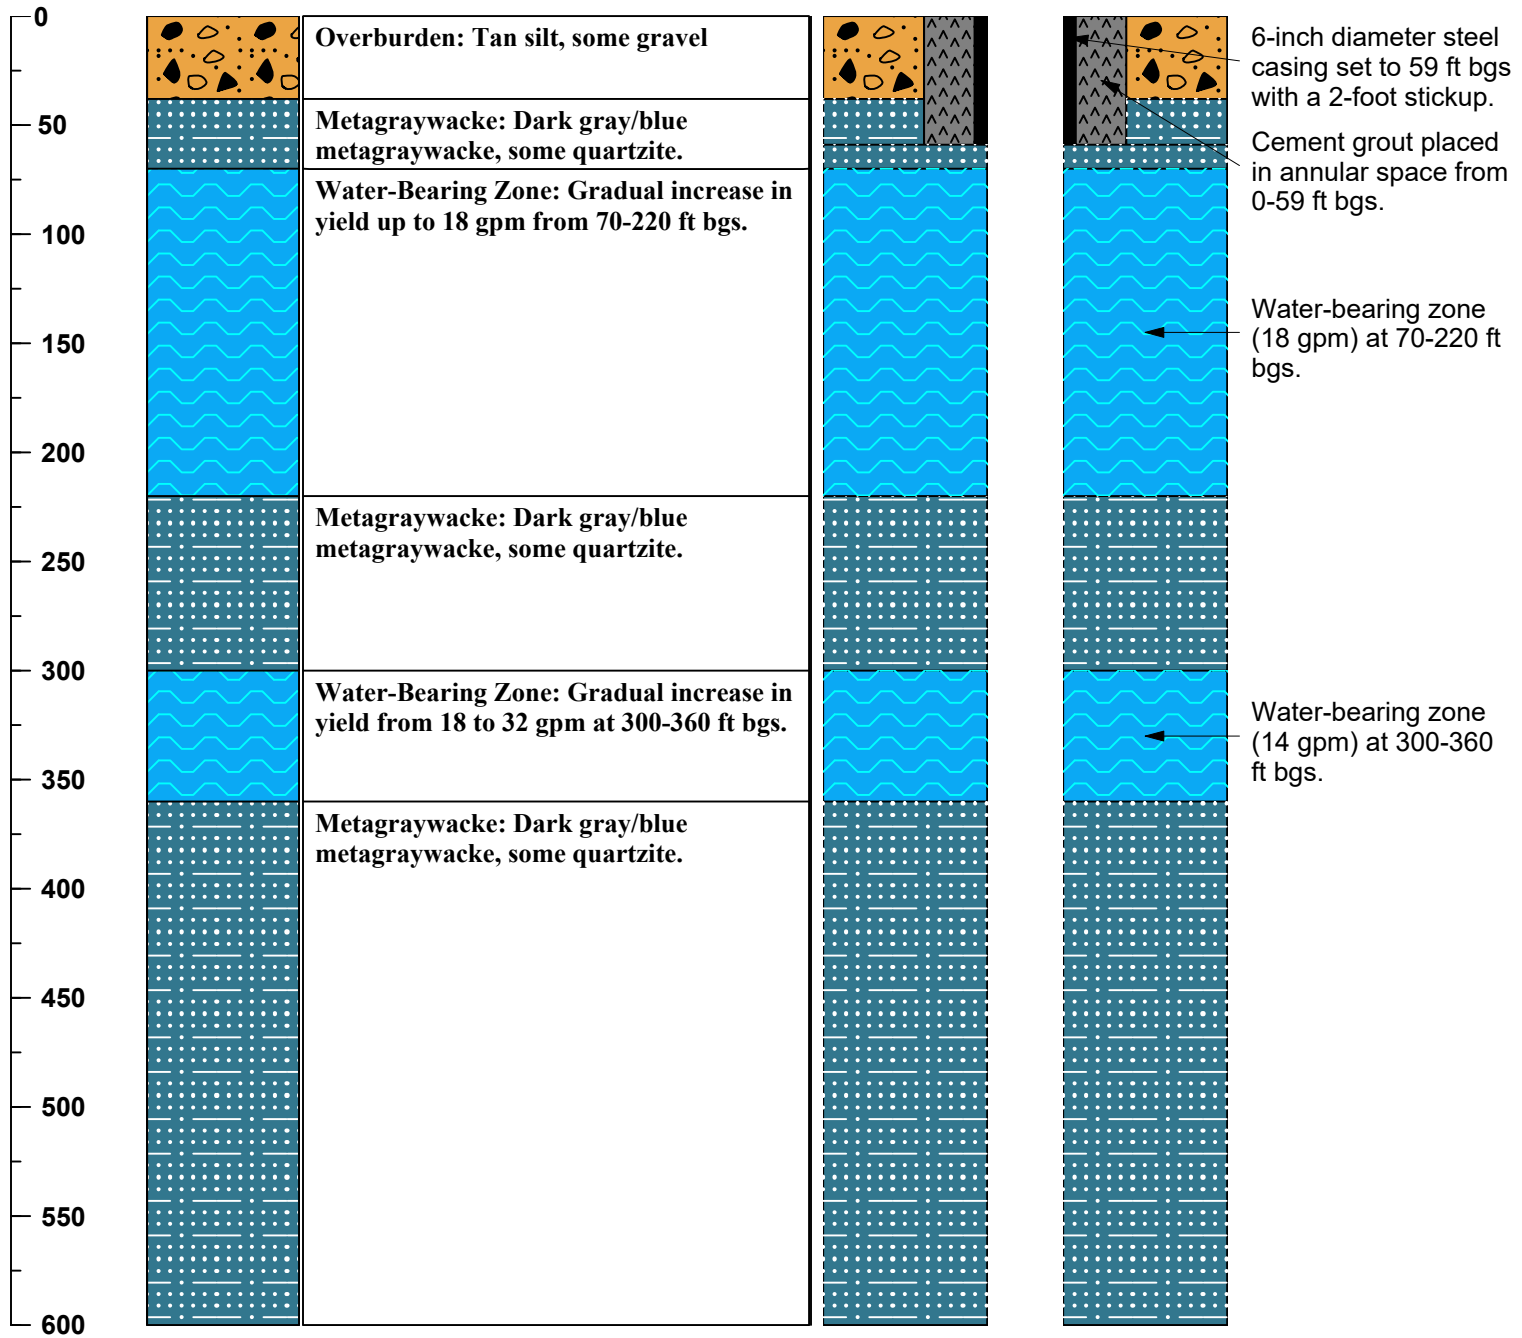 0
50
100
150
200
250
300
350
400
450
500
550
600
Overburden: Tan silt, some gravel
Metagraywacke: Dark gray/blue
metagraywacke, some quartzite.
Water-Bearing Zone: Gradual increase in
yield up to 18 gpm from 70-220 ft bgs.
Metagraywacke: Dark gray/blue
metagraywacke, some quartzite.
Water-Bearing Zone: Gradual increase in
yield from 18 to 32 gpm at 300-360 ft bgs.
Metagraywacke: Dark gray/blue
metagraywacke, some quartzite.
6-inch diameter steel
casing set to 59 ft bgs
with a 2-foot stickup.
Cement grout placed
in annular space from
0-59 ft bgs.
Water-bearing zone
(18 gpm) at 70-220 ft
bgs.
Water-bearing zone
(14 gpm) at 300-360
ft bgs.